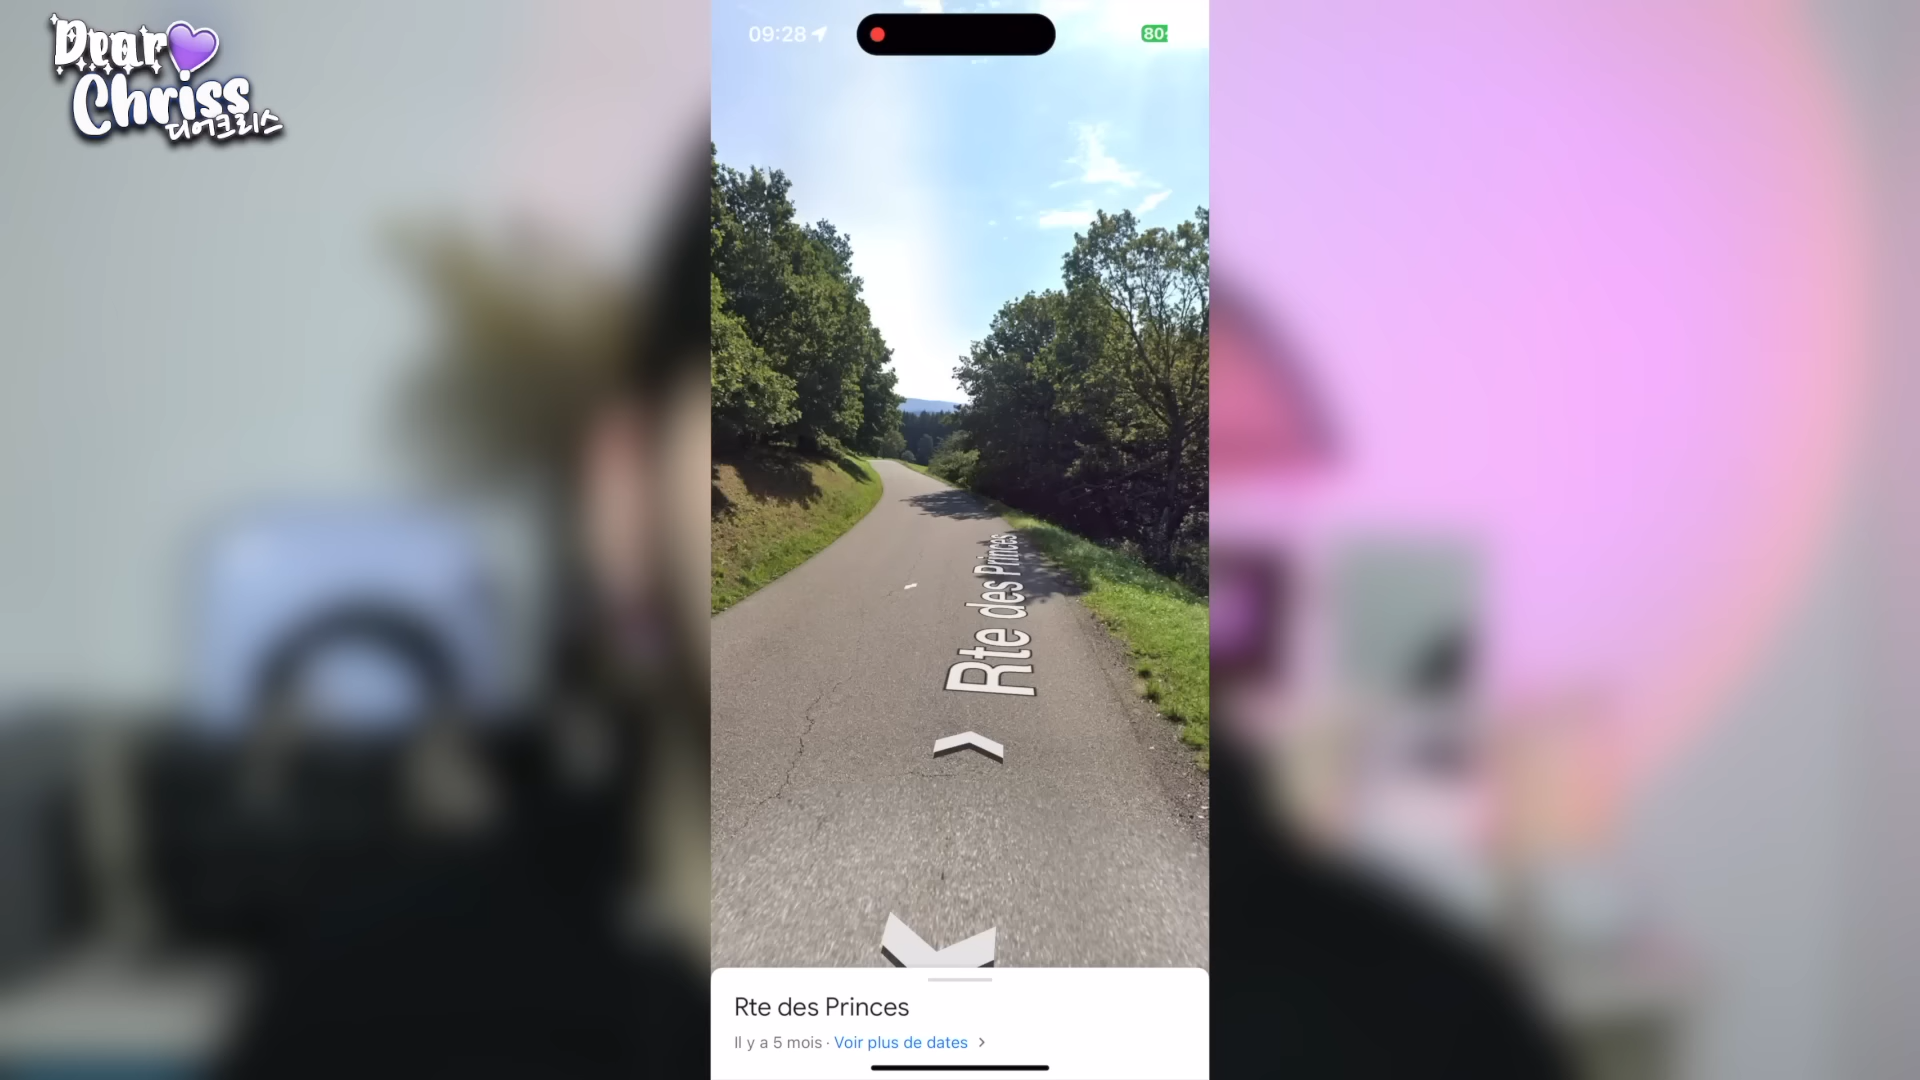 Dear
Chriss
디어크리스
09:28
80
Rte des Princes
Rte des Princes
Il y a 5 mois · Voir plus de dates